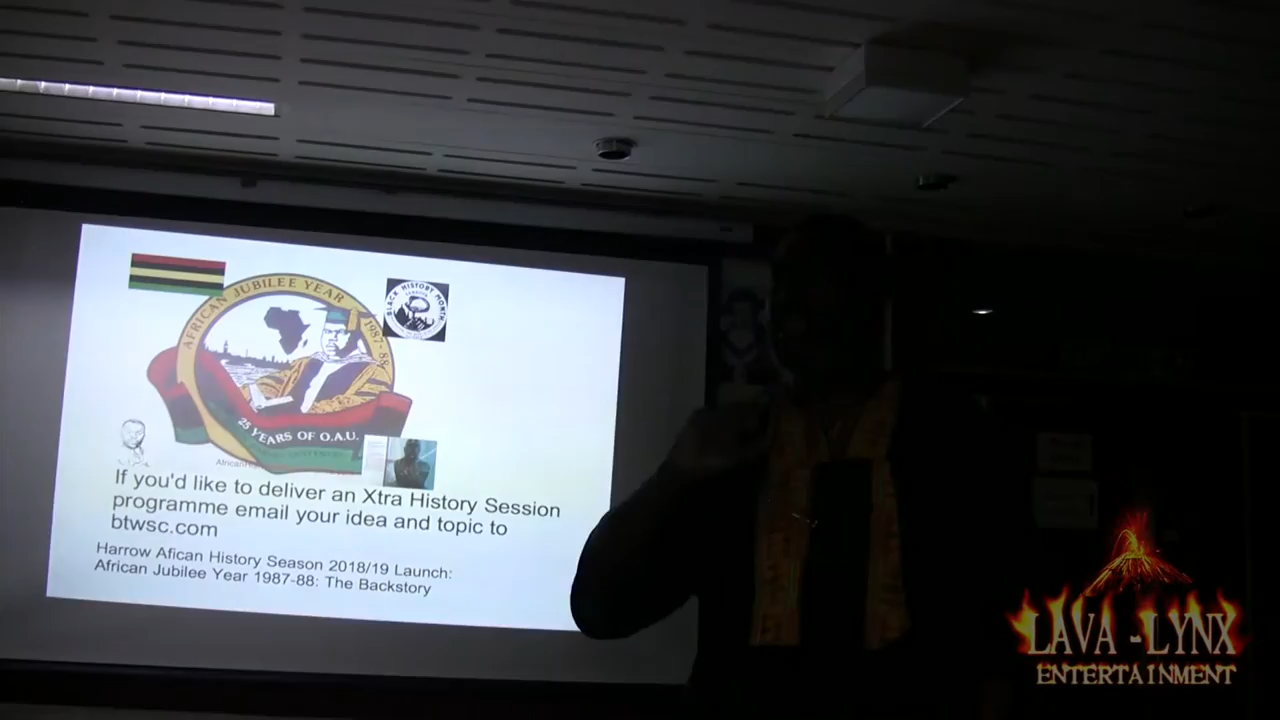 AFRICAN JUBILEE YEAR 1987-88
BLACK HISTORY MONTH
25 YEARS OF O.A.U.
If you'd like to deliver an Xtra History Session
programme email your idea and topic to
btwsc.com
Harrow Afican History Season 2018/19 Launch:
African Jubilee Year 1987-88: The Backstory
LAVA-LYNX
ENTERTAINMENT